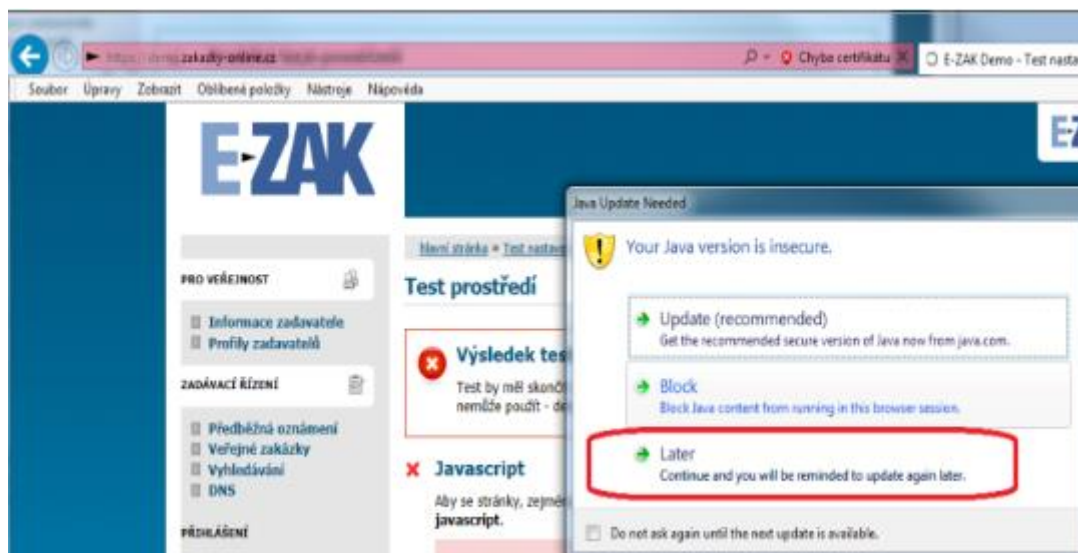 zakazky-online.cz
Chyba certifikátu
E-ZAK Demo - Test nasta
Soubor Úpravy Zobrazit Oblíbené položky Nástroje Nápověda
E-ZAK
Java Update Needed
Your Java version is insecure.
Hlavní stránka Test nastav
PRO VEŘEJNOST
Test prostředí
Informace zadavatele
Profily zadavatelů
Update (recommended)
Get the recommended secure version of Java now from java.com.
Výsledek tes
Test by měl skonč
nemůže použít - de
ZADÁVACÍ ŘÍZENÍ
Block
Block Java content from running in this browser session.
Předběžná oznámení
Veřejné zakázky
Vyhledávání
DNS
Later
Continue and you will be reminded to update again later.
Javascript
Aby se stránky, zejmén
javascript.
PŘIHLÁŠENÍ
Do not ask again until the next update is available.